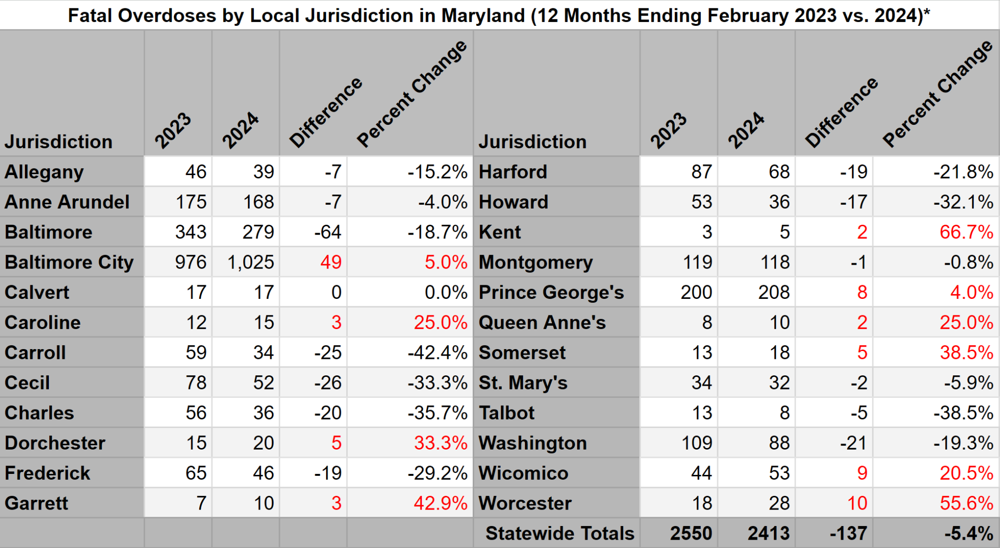 Fatal Overdoses by Local Jurisdiction in Maryland (12 Months Ending February 2023 vs. 2024)*
Jurisdiction 2023 2024 Difference Percent Change Jurisdiction 2023 2024 Difference Percent Change
Allegany 46 39 -7 -15.2% Harford 87 68 -19 -21.8%
Anne Arundel 175 168 -7 -4.0% Howard 53 36 -17 -32.1%
Baltimore 343 279 -64 -18.7% Kent 3 5 2 66.7%
Baltimore City 976 1,025 49 5.0% Montgomery 119 118 -1 -0.8%
Calvert 17 17 0 0.0% Prince George's 200 208 8 4.0%
Caroline 12 15 3 25.0% Queen Anne's 8 10 2 25.0%
Carroll 59 34 -25 -42.4% Somerset 13 18 5 38.5%
Cecil 78 52 -26 -33.3% St. Mary's 34 32 -2 -5.9%
Charles 56 36 -20 -35.7% Talbot 13 8 -5 -38.5%
Dorchester 15 20 5 33.3% Washington 109 88 -21 -19.3%
Frederick 65 46 -19 -29.2% Wicomico 44 53 9 20.5%
Garrett 7 10 3 42.9% Worcester 18 28 10 55.6%
Statewide Totals 2550 2413 -137 -5.4%